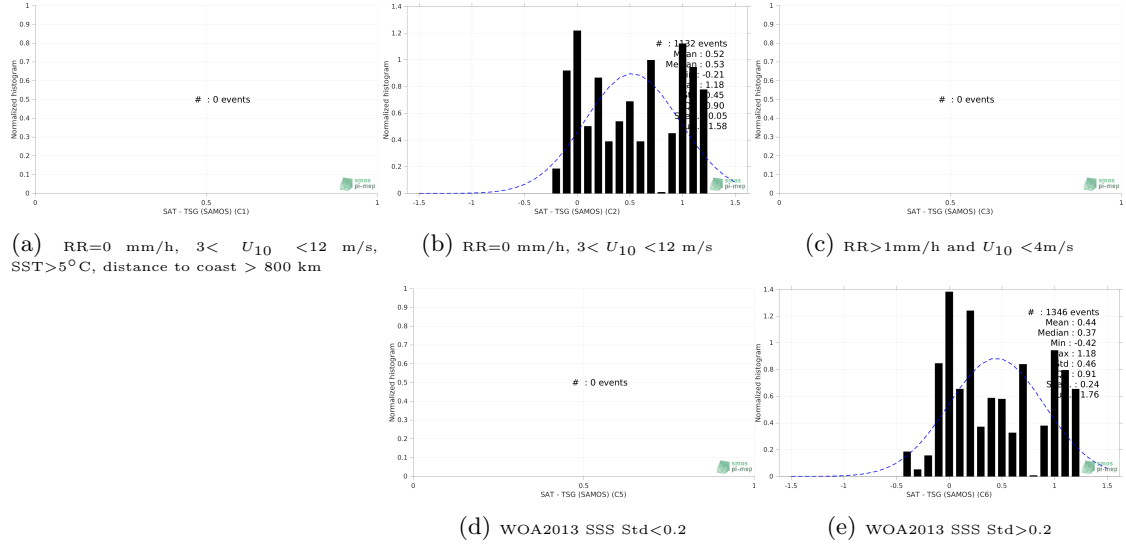 1
0.9
0.8
0.7
0.6
0.5
0.4
0.3
0.2
0.1
0
Normalized histogram
# : 0 events
0 0.5 1
SAT - TSG (SAMOS) (C1)
smos
pi-mep
(a) RR=0 mm/h, 3< U10 <12 m/s,
SST>5°C, distance to coast > 800 km
1.4
1.2
1
0.8
0.6
0.4
0.2
0
Normalized histogram
# : 1132 events
Mean : 0.52
Median : 0.53
: -0.21
: 1.18
: 0.45
: 0.90
: 0.05
: 1.58
-1.5 -1 -0.5 0 0.5 1 1.5
SAT - TSG (SAMOS) (C2)
smos
pi-mep
(b) RR=0 mm/h, 3< U10 <12 m/s
1
0.9
0.8
0.7
0.6
0.5
0.4
0.3
0.2
0.1
0
Normalized histogram
# : 0 events
0 0.5 1
SAT - TSG (SAMOS) (C3)
smos
pi-mep
(c) RR>1mm/h and U10 <4m/s
1
0.9
0.8
0.7
0.6
0.5
0.4
0.3
0.2
0.1
0
Normalized histogram
# : 0 events
0 0.5 1
SAT - TSG (SAMOS) (C5)
smos
pi-mep
(d) WOA2013 SSS Std<0.2
1.4
1.2
1
0.8
0.6
0.4
0.2
0
Normalized histogram
# : 1346 events
Mean : 0.44
Median : 0.37
Min : -0.42
Max : 1.18
Std : 0.46
: 0.91
: 0.24
: 1.76
-1.5 -1 -0.5 0 0.5 1 1.5
SAT - TSG (SAMOS) (C6)
smos
pi-mep
(e) WOA2013 SSS Std>0.2